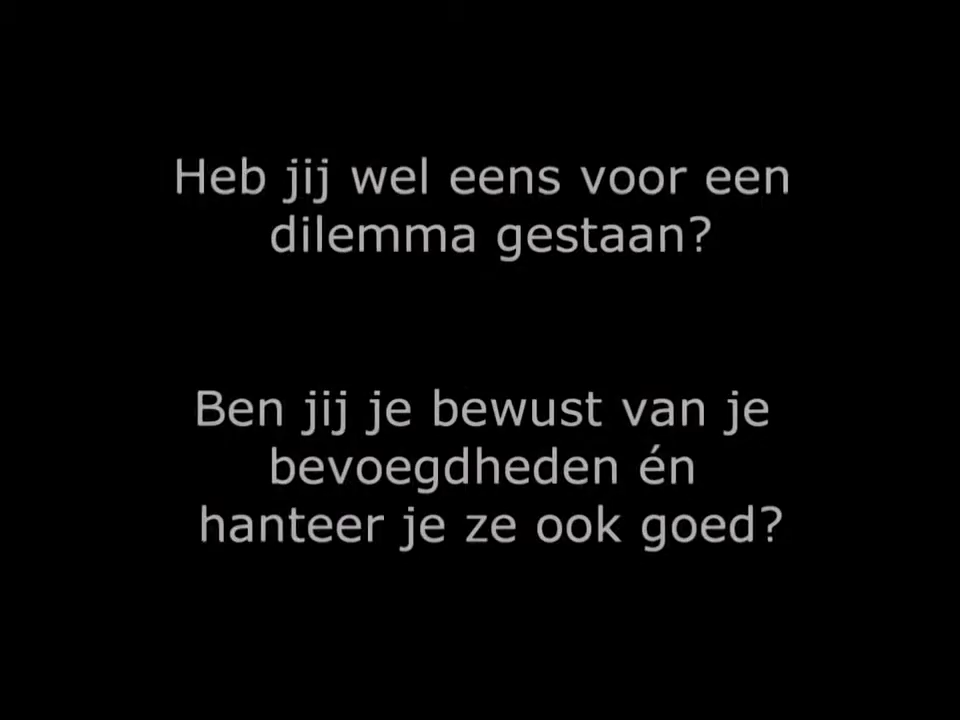 Heb jij wel eens voor een
dilemma gestaan?
Ben jij je bewust van je
bevoegdheden én
hanteer je ze ook goed?